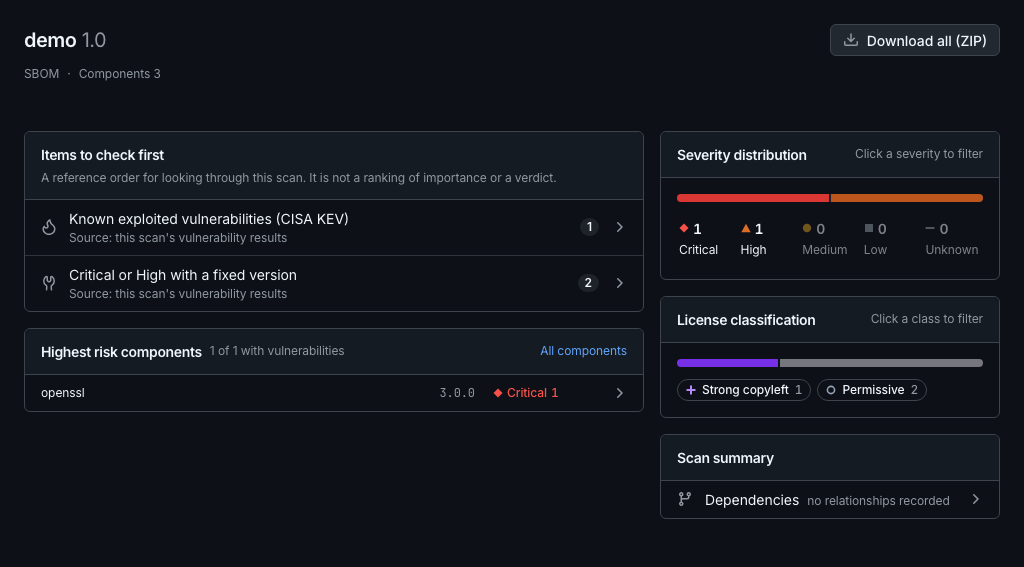 demo 1.0
Download all (ZIP)
SBOM · Components 3
Items to check first
A reference order for looking through this scan. It is not a ranking of importance or a verdict.
Known exploited vulnerabilities (CISA KEV)
Source: this scan's vulnerability results
1
Critical or High with a fixed version
Source: this scan's vulnerability results
2
Highest risk components 1 of 1 with vulnerabilities All components
openssl 3.0.0 Critical 1
Severity distribution Click a severity to filter
1 1 0 0 0
Critical High Medium Low Unknown
License classification Click a class to filter
Strong copyleft 1 Permissive 2
Scan summary
Dependencies no relationships recorded